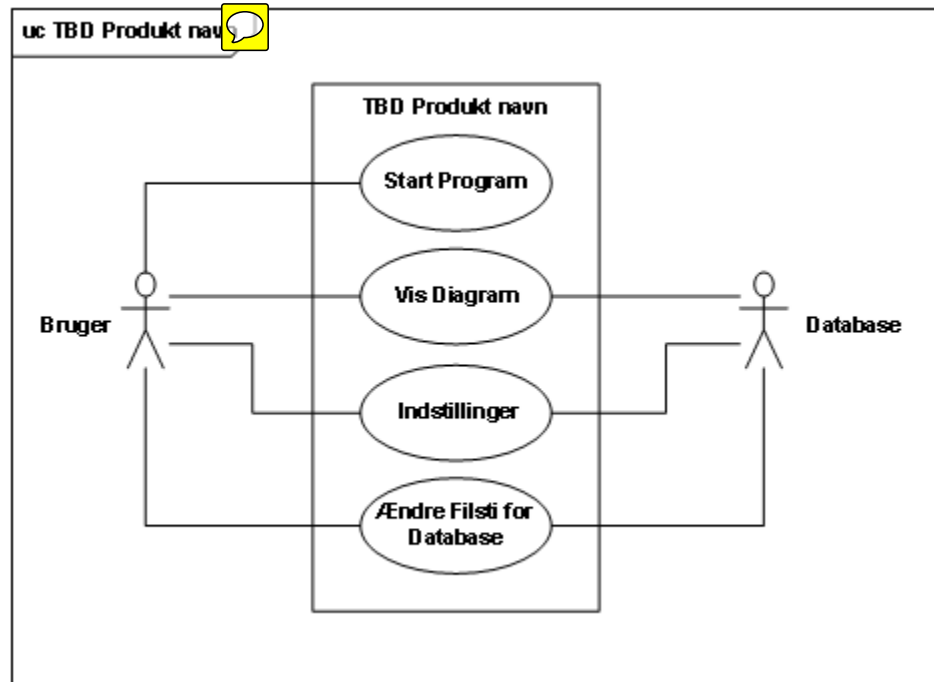 uc TBD Produkt nav
TBD Produkt navn
Start Program
Vis Diagram
Bruger
Database
Indstillinger
Ændre Filsti for
Database